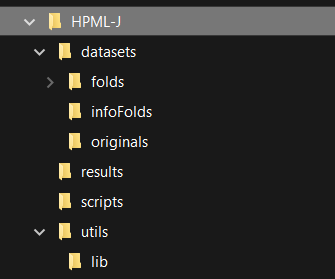 HPML-J
datasets
folds
infoFolds
originals
results
scripts
utils
lib